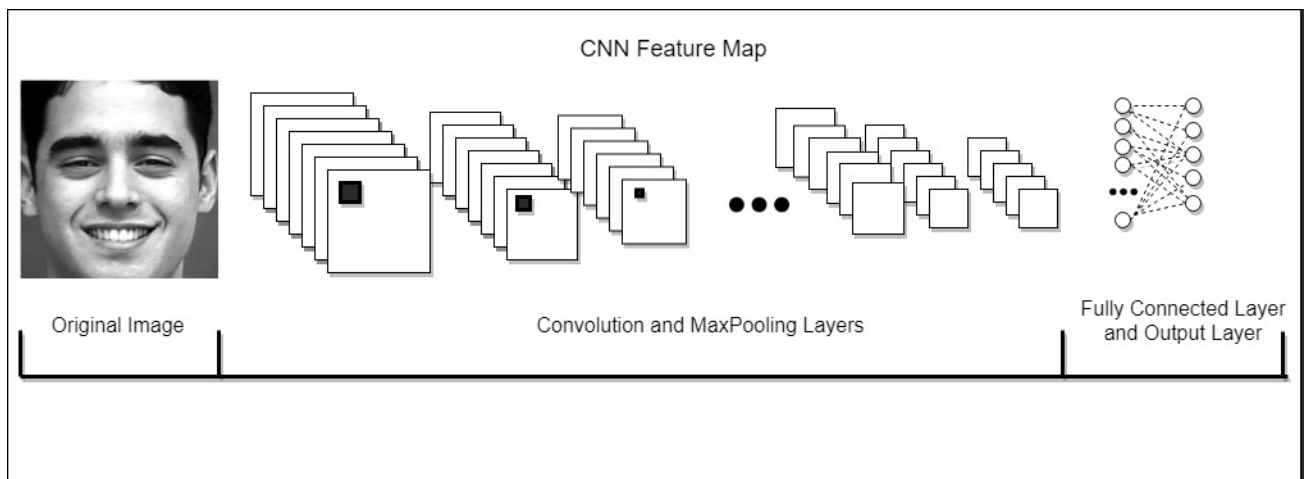 CNN Feature Map
Original Image
Convolution and MaxPooling Layers
Fully Connected Layer
and Output Layer